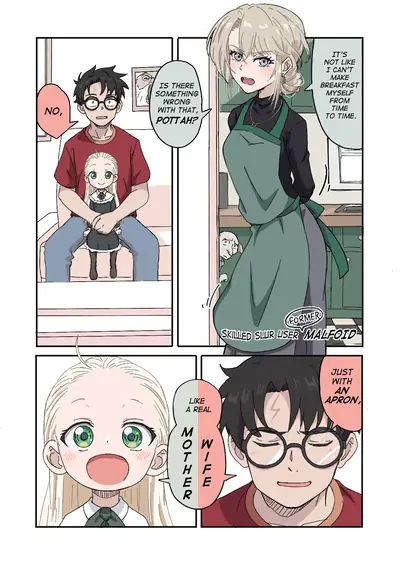 IT'S
NOT LIKE
I CAN'T
MAKE
BREAKFAST
MYSELF
FROM
TIME
TO TIME.
IS THERE
SOMETHING
WRONG
WITH THAT,
POTTAH?
FORMER
SKILLED SLUR USER MALFOID
NO,
JUST
WITH
AN
APRON,
LIKE
A REAL
WIFE
MOTHER